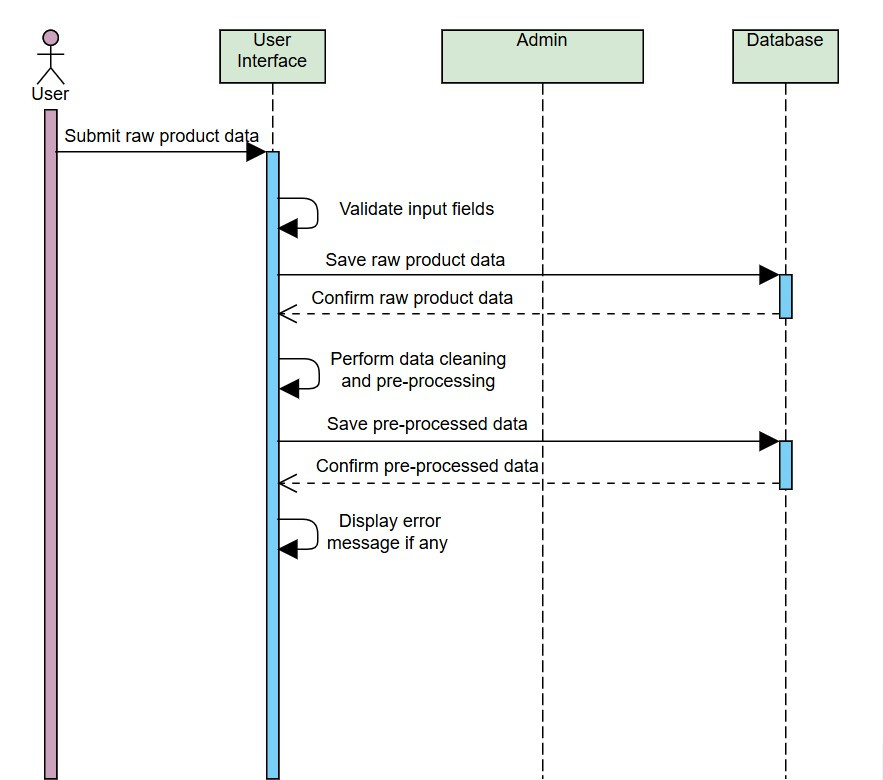 User
Interface
Admin
Database
User
Submit raw product data
Validate input fields
Save raw product data
Confirm raw product data
Perform data cleaning
and pre-processing
Save pre-processed data
Confirm pre-processed data
Display error
message if any